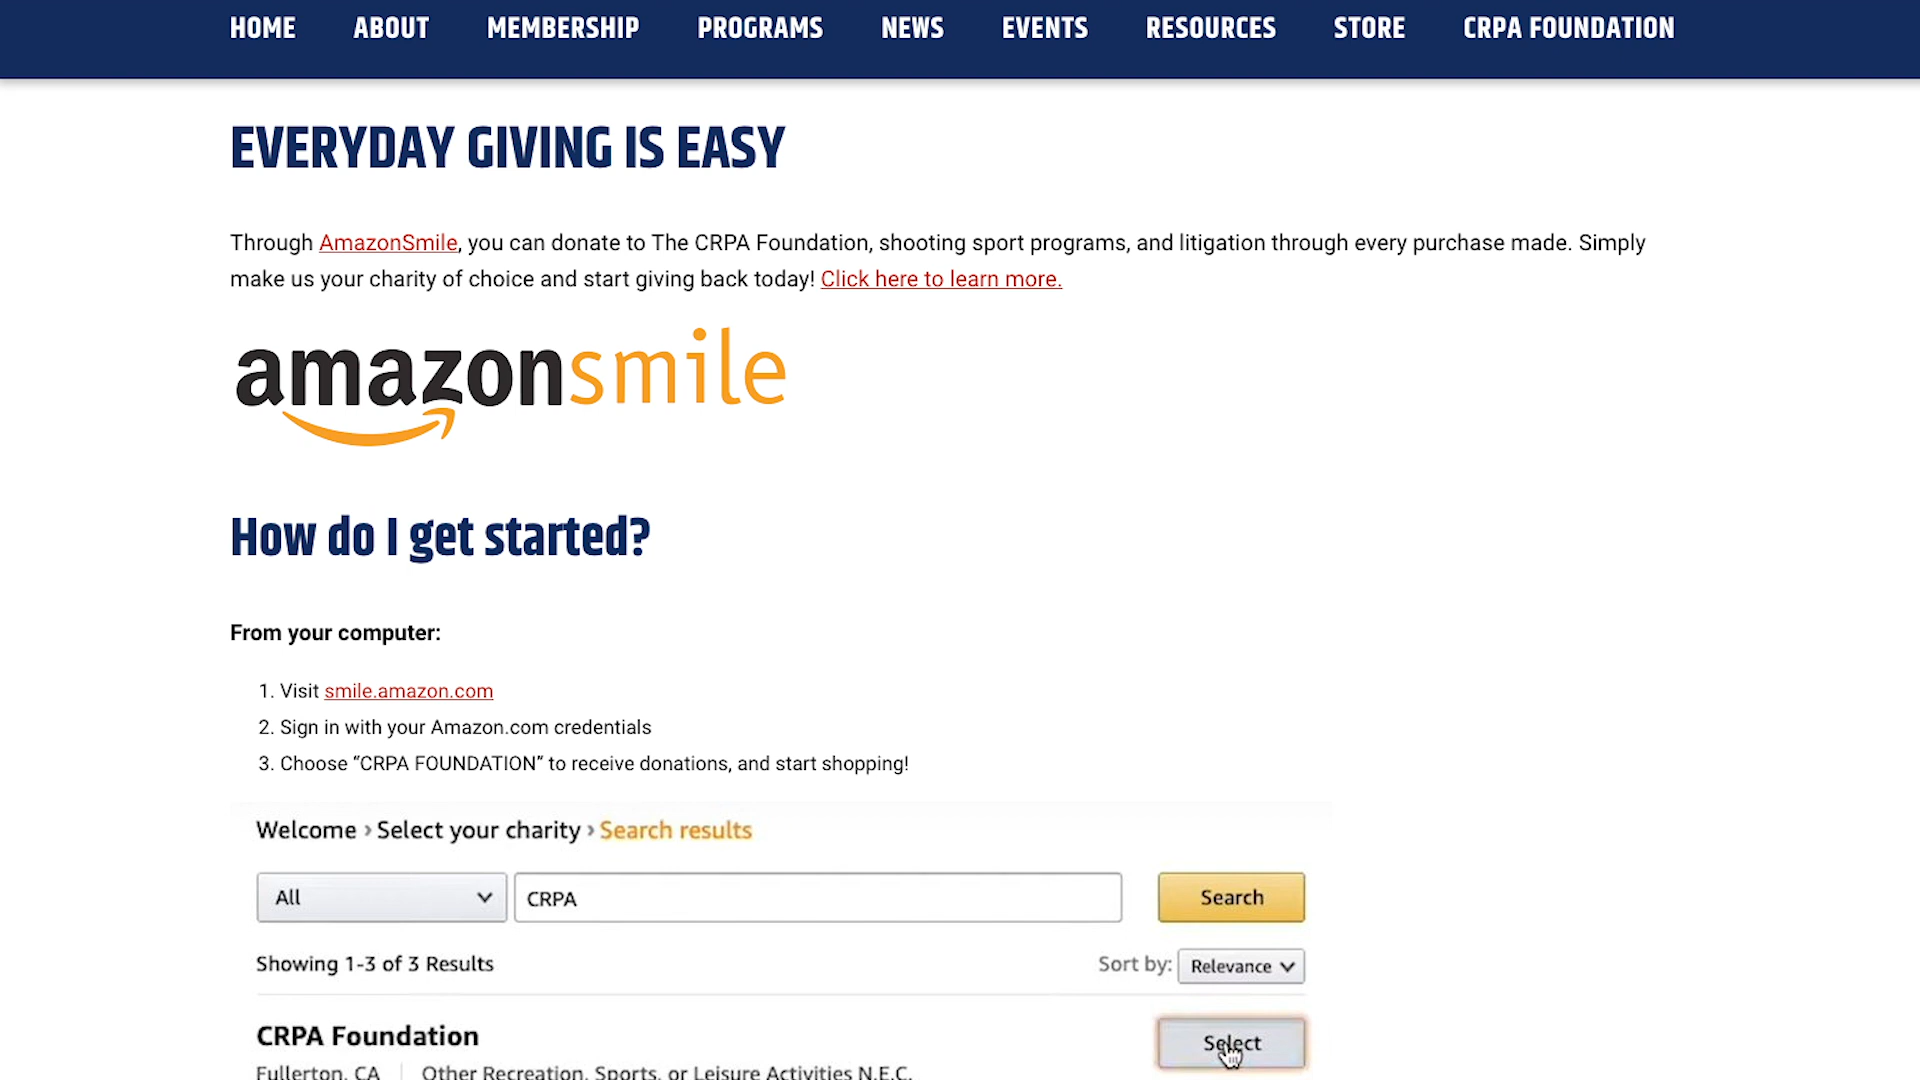 HOME ABOUT MEMBERSHIP PROGRAMS NEWS EVENTS RESOURCES STORE CRPA FOUNDATION
EVERYDAY GIVING IS EASY
Through AmazonSmile, you can donate to The CRPA Foundation, shooting sport programs, and litigation through every purchase made. Simply
make us your charity of choice and start giving back today! Click here to learn more.
amazonsmile
How do I get started?
From your computer:
1. Visit smile.amazon.com
2. Sign in with your Amazon.com credentials
3. Choose “CRPA FOUNDATION” to receive donations, and start shopping!
Welcome › Select your charity › Search results
All CRPA Search
Showing 1-3 of 3 Results Sort by: Relevance
CRPA Foundation Select
Fullerton, CA Other Recreation, Sports, or Leisure Activities N.E.C.